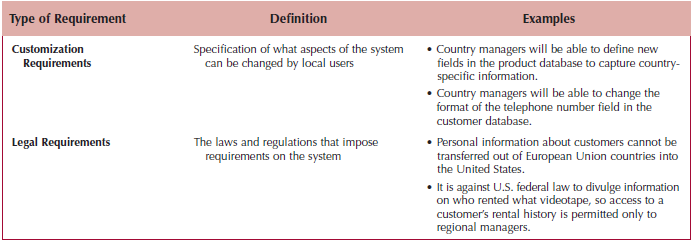 Type of Requirement Definition Examples
Customization Requirements
Specification of what aspects of the system
can be changed by local users
• Country managers will be able to define new
fields in the product database to capture country-
specific information.
• Country managers will be able to change the
format of the telephone number field in the
customer database.
Legal Requirements
The laws and regulations that impose
requirements on the system
• Personal information about customers cannot be
transferred out of European Union countries into
the United States.
• It is against U.S. federal law to divulge information
on who rented what videotape, so access to a
customer's rental history is permitted only to
regional managers.